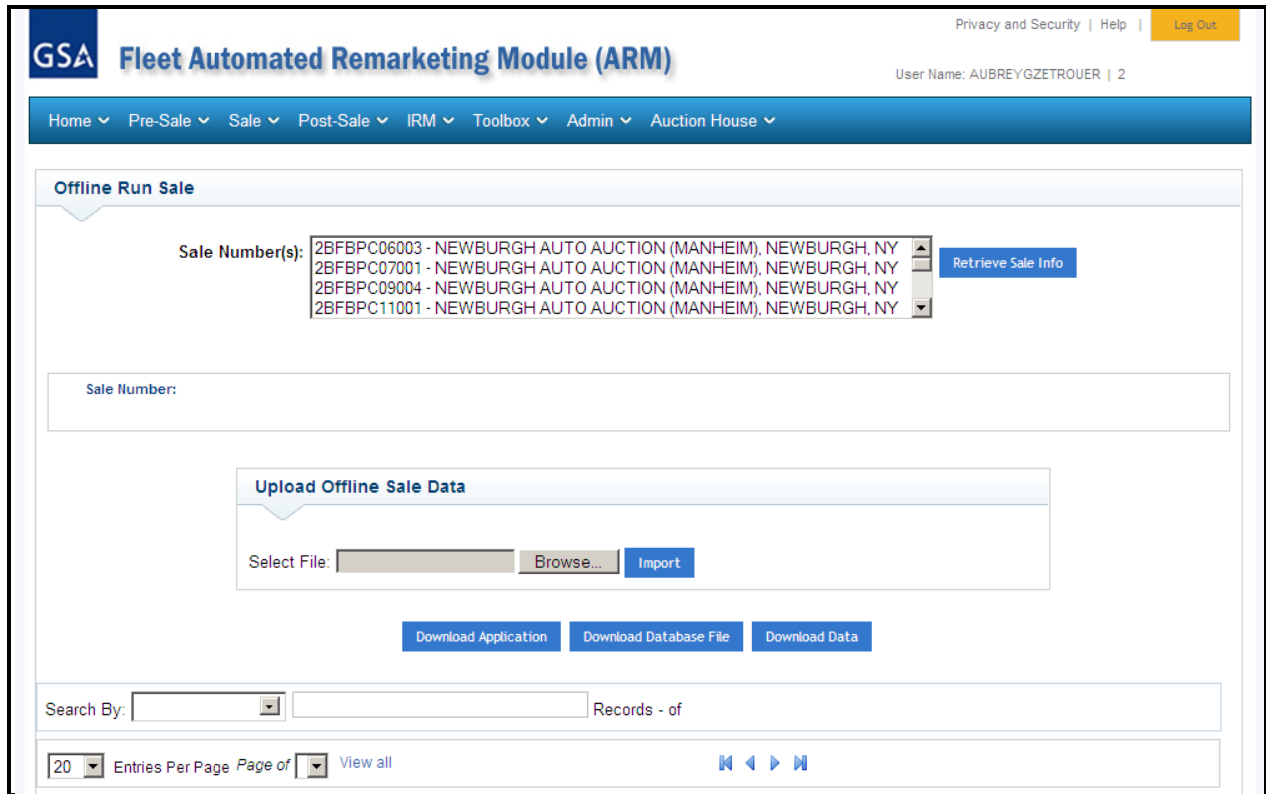 Privacy and Security | Help |
Log Out
GSA
Fleet Automated Remarketing Module (ARM)
User Name: AUBREYGZETROUER | 2
Home Pre-Sale Sale Post-Sale IRM Toolbox Admin Auction House
Offline Run Sale
Sale Number(s):
2BFBPC06003 - NEWBURGH AUTO AUCTION (MANHEIM), NEWBURGH, NY
2BFBPC07001 - NEWBURGH AUTO AUCTION (MANHEIM), NEWBURGH, NY
2BFBPC09004 - NEWBURGH AUTO AUCTION (MANHEIM), NEWBURGH, NY
2BFBPC11001 - NEWBURGH AUTO AUCTION (MANHEIM), NEWBURGH, NY
Retrieve Sale Info
Sale Number:
Upload Offline Sale Data
Select File: Browse... Import
Download Application Download Database File Download Data
Search By: Records - of
20 Entries Per Page Page of View all